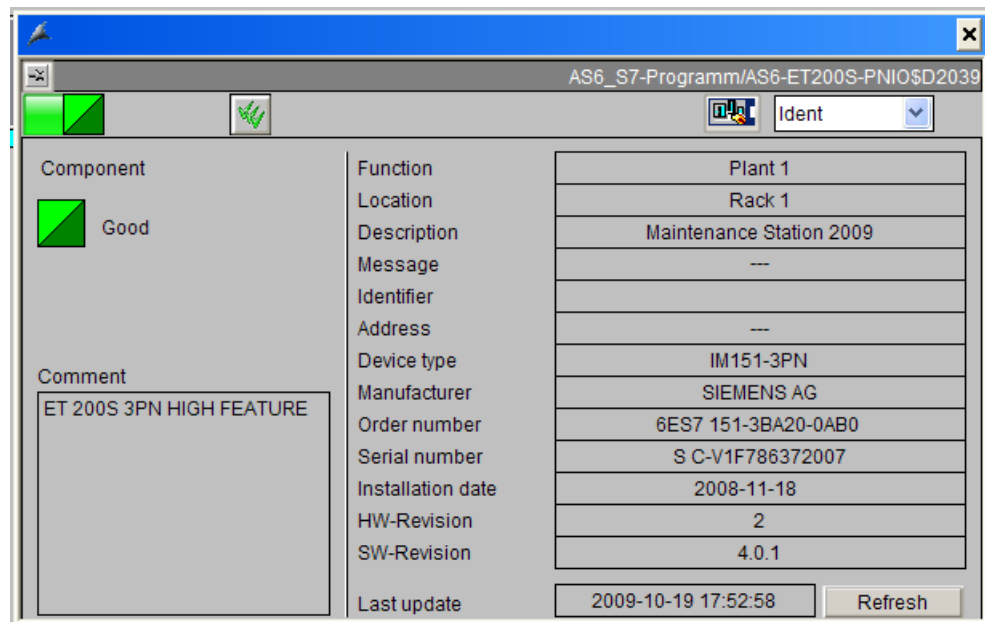 AS6_S7-Programm/AS6-ET200S-PNIO$D2039
Ident
Component
Good
Comment
ET 200S 3PN HIGH FEATURE
Function Plant 1
Location Rack 1
Description Maintenance Station 2009
Message ---
Identifier
Address ---
Device type IM151-3PN
Manufacturer SIEMENS AG
Order number 6ES7 151-3BA20-0AB0
Serial number S C-V1F786372007
Installation date 2008-11-18
HW-Revision 2
SW-Revision 4.0.1
Last update 2009-10-19 17:52:58 Refresh